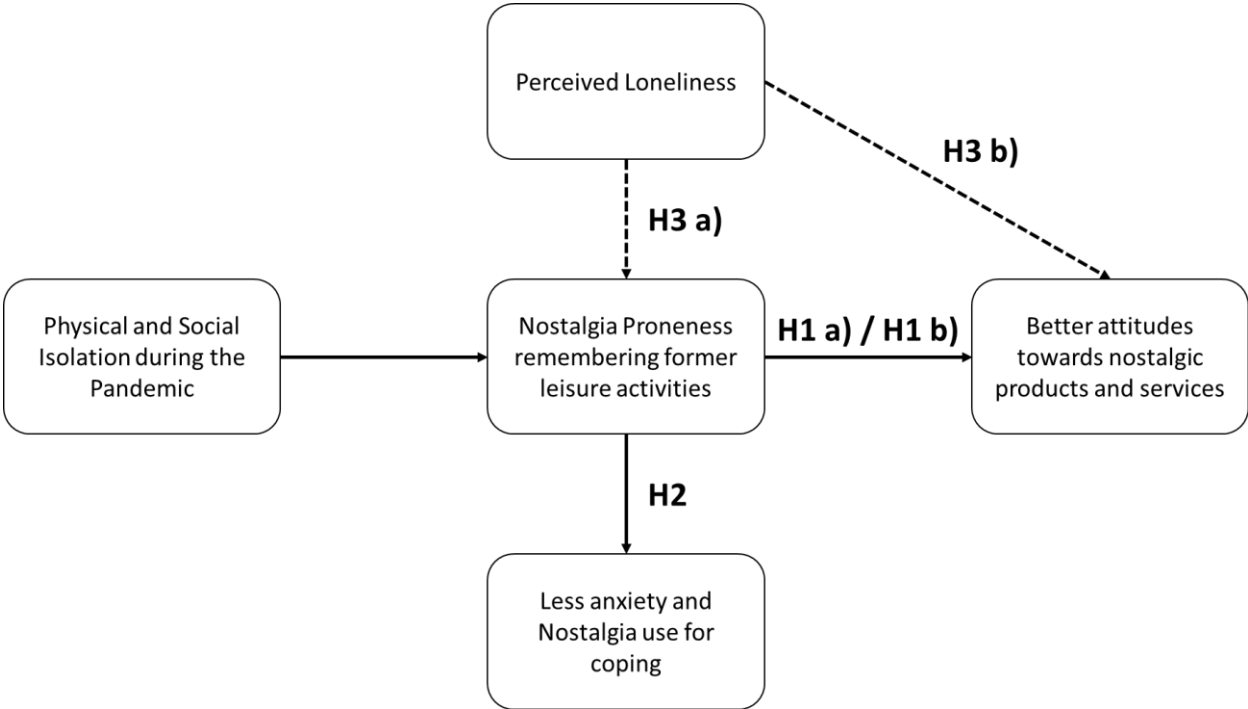 Perceived Loneliness
H3 b)
H3 a)
Physical and Social
Isolation during the
Pandemic
Nostalgia Proneness
remembering former
leisure activities
H1 a) / H1 b)
Better attitudes
towards nostalgic
products and services
H2
Less anxiety and
Nostalgia use for
coping